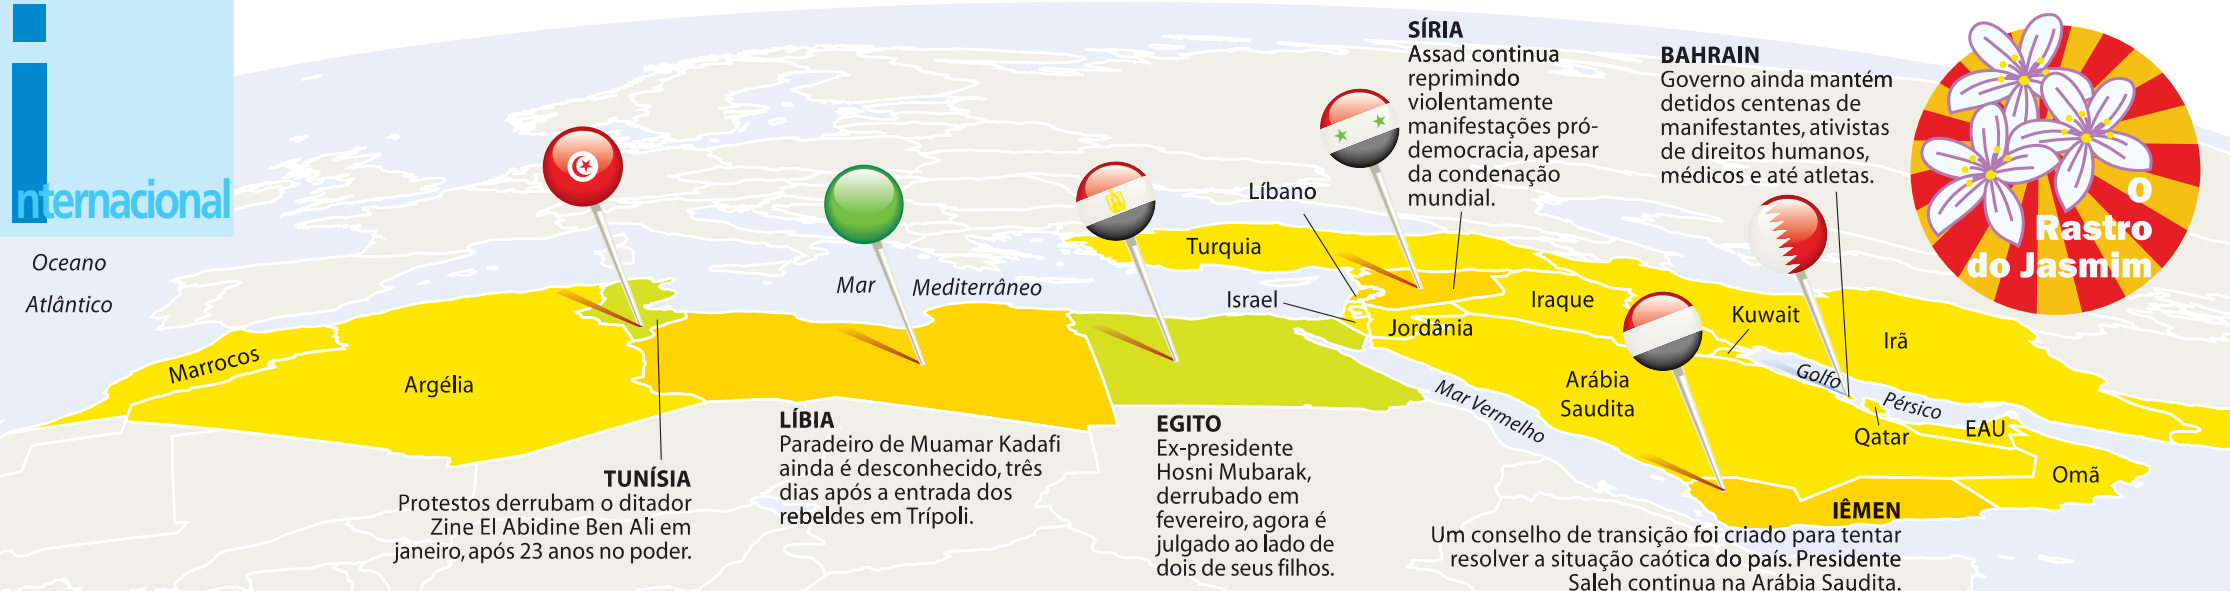 internacional
Oceano
Atlântico
Marrocos
Argélia
TUNÍSIA
Protestos derrubam o ditador
Zine El Abidine Ben Ali em
janeiro, após 23 anos no poder.
LÍBIA
Paradeiro de Muamar Kadafi
ainda é desconhecido, três
dias após a entrada dos
rebeldes em Trípoli.
Mar Mediterrâneo
EGITO
Ex-presidente
Hosni Mubarak,
derrubado em
fevereiro, agora é
julgado ao lado de
dois de seus filhos.
Turquia
Líbano
Israel
Jordânia
SÍRIA
Assad continua
reprimindo
violentamente
manifestações pró-
democracia, apesar
da condenação
mundial.
Iraque
Kuwait
Irã
Arábia
Saudita
Mar Vermelho
Golfo Pérsico
Qatar
EAU
Omã
BAHRAIN
Governo ainda mantém
detidos centenas de
manifestantes, ativistas
de direitos humanos,
médicos e até atletas.
IÊMEN
Um conselho de transição foi criado para tentar
resolver a situação caótica do país. Presidente
Saleh continua na Arábia Saudita.
O
Rastro
do Jasmim